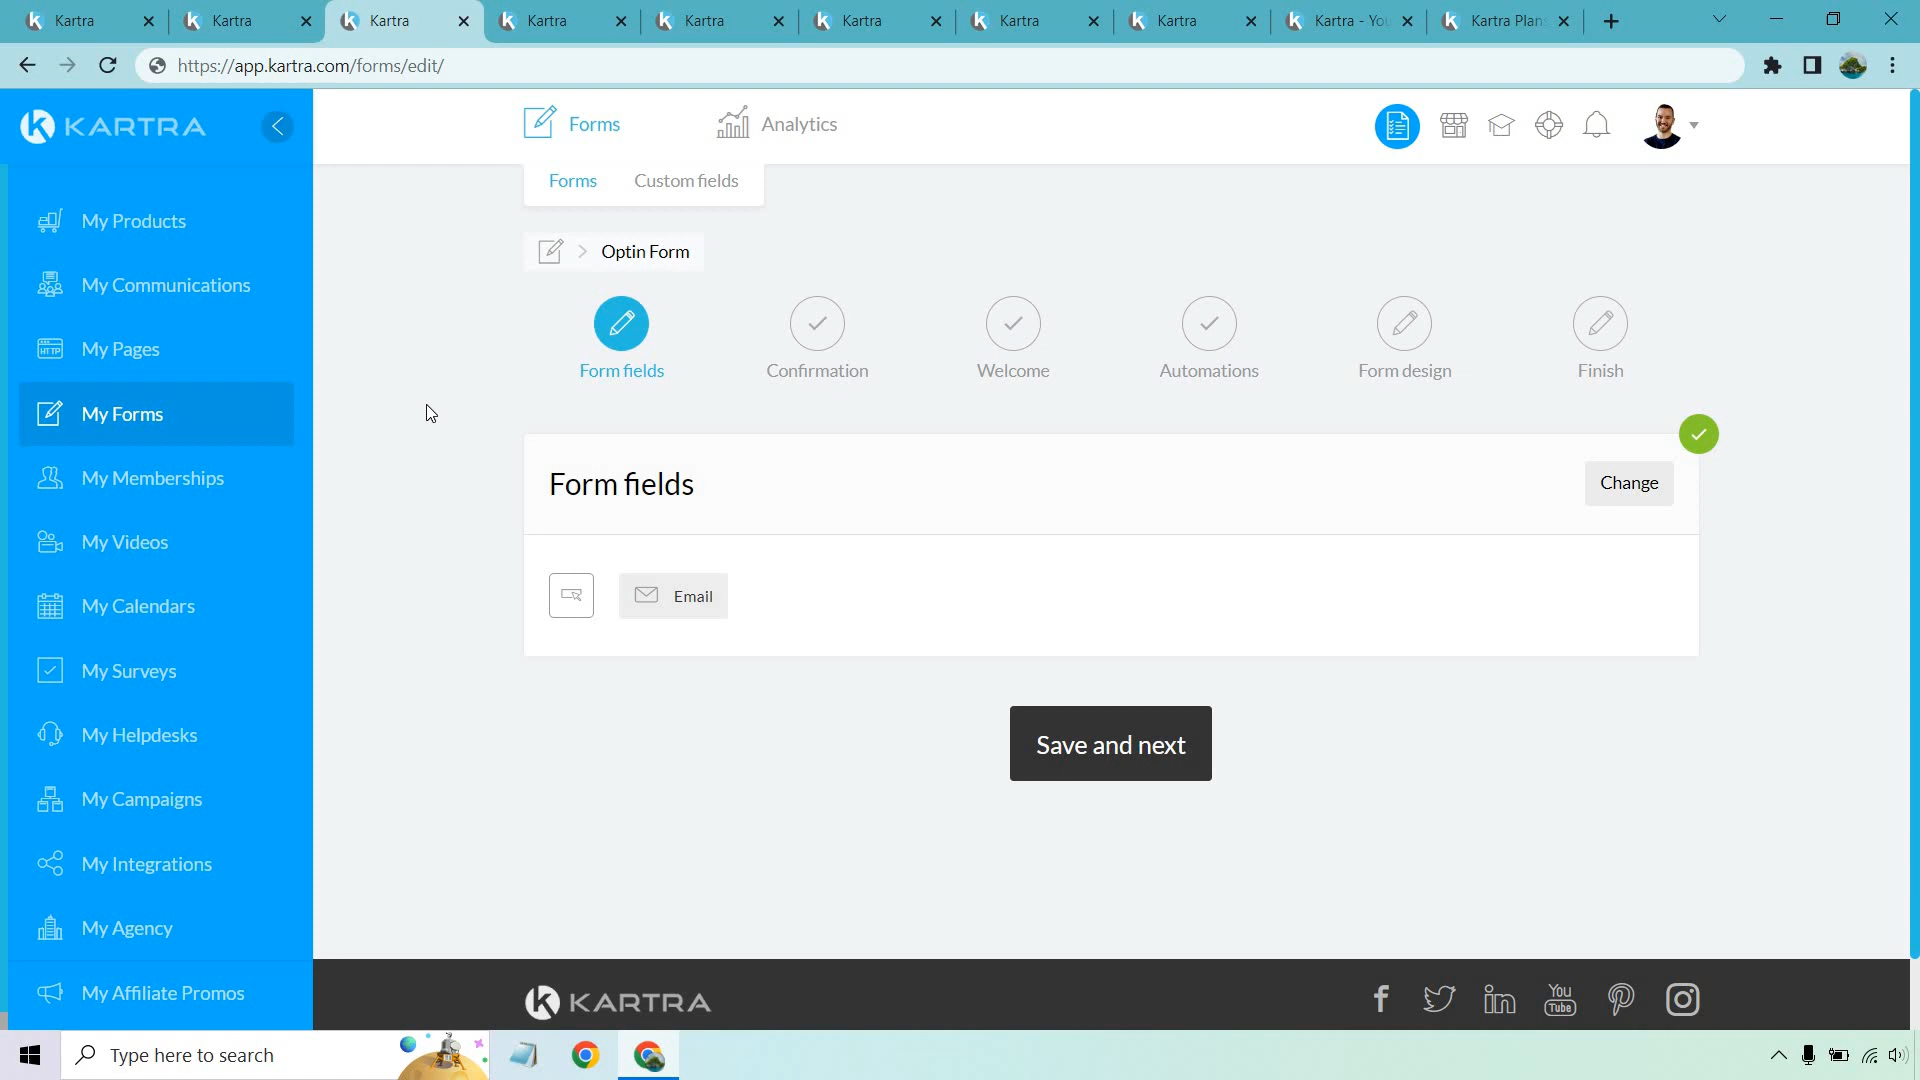 Kartra
Kartra
Kartra
Kartra
Kartra
Kartra
Kartra
Kartra
Kartra - You
Kartra Plans
https://app.kartra.com/forms/edit/
KARTRA
Forms
Analytics
Forms
Custom fields
My Products
Optin Form
My Communications
HTTP
My Pages
Form fields
Confirmation
Welcome
Automations
Form design
Finish
My Forms
My Memberships
Form fields
Change
My Videos
Email
My Calendars
My Surveys
My Helpdesks
Save and next
My Campaigns
My Integrations
My Agency
My Affiliate Promos
KARTRA
f
in
You
Tube
Type here to search